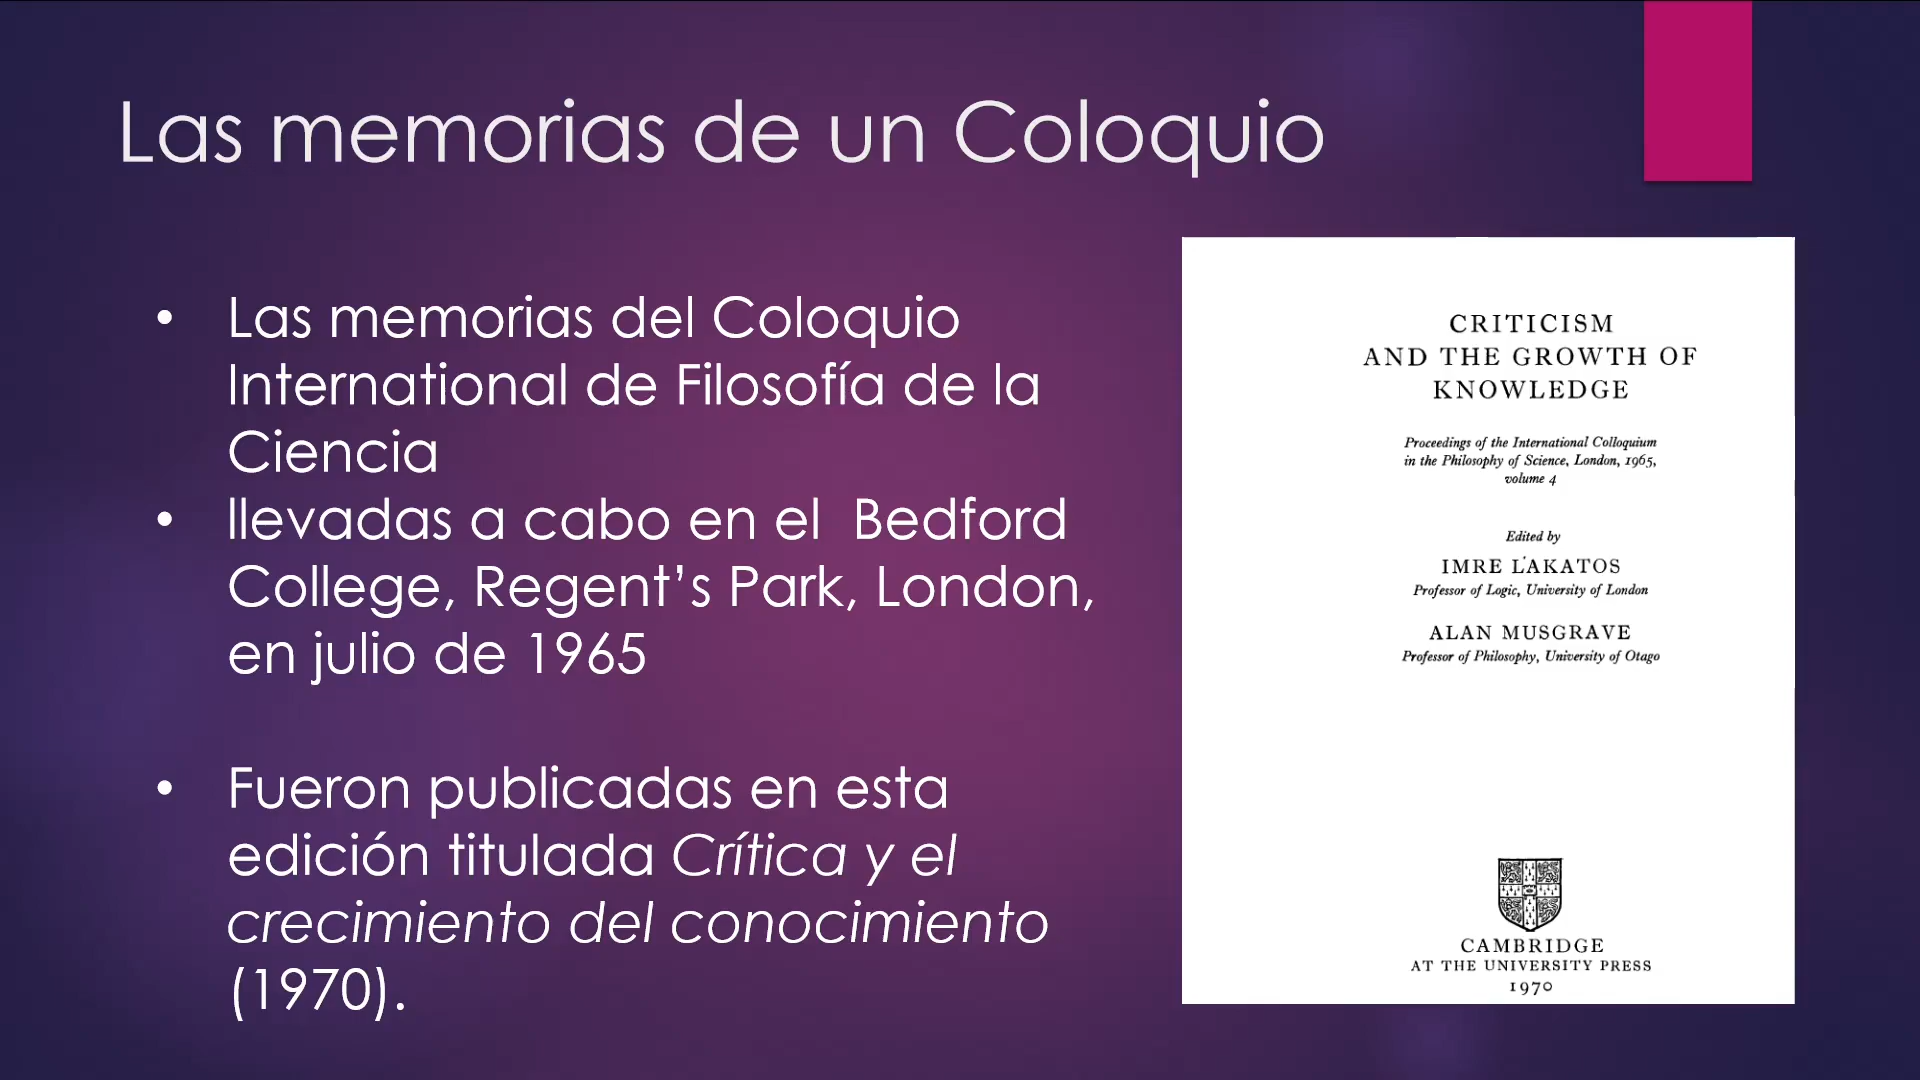 Las memorias de un Coloquio
• Las memorias del Coloquio
International de Filosofía de la
Ciencia
• llevadas a cabo en el  Bedford
College, Regent’s Park, London,
en julio de 1965
• Fueron publicadas en esta
edición titulada Crítica y el
crecimiento del conocimiento
(1970).
CRITICISM
AND THE GROWTH OF
KNOWLEDGE
Proceedings of the International Colloquium
in the Philosophy of Science, London, 1965,
volume 4
Edited by
IMRE LAKATOS
Professor of Logic, University of London
ALAN MUSGRAVE
Professor of Philosophy, University of Otago
CAMBRIDGE
AT THE UNIVERSITY PRESS
1970